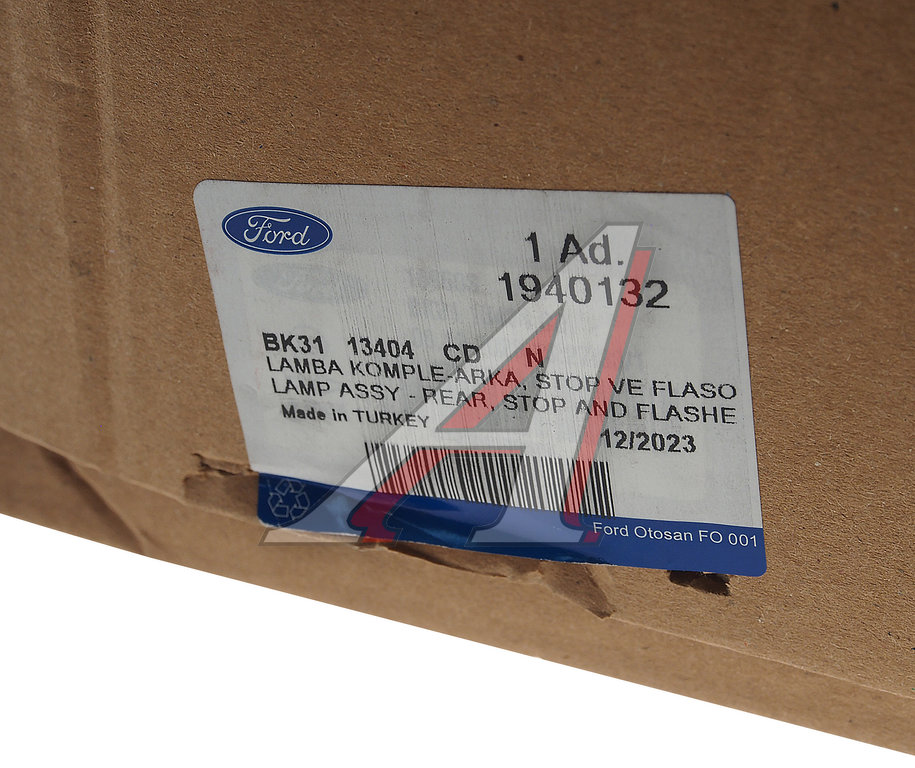 Ford
1 Ad.
1940132
BK31 13404 CD N
LAMBA KOMPLE-ARKA, STOP VE FLASO
LAMP ASSY - REAR, STOP AND FLASHE
Made in TURKEY
12/2023
Ford Otosan FO 001